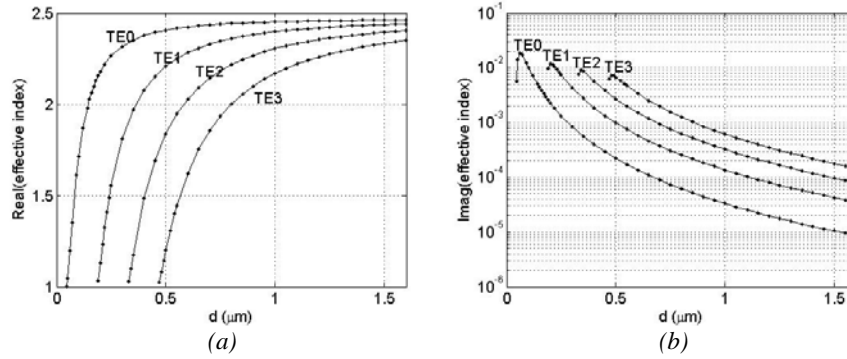 2.5
2
1.5
1
Real(effective index)
TE0
TE1
TE2
TE3
0 0.5 1 1.5
d (μm)
(a)
10^-1
10^-2
10^-3
10^-4
10^-5
10^-6
Imag(effective index)
TE0
TE1
TE2
TE3
0 0.5 1 1.5
d (μm)
(b)